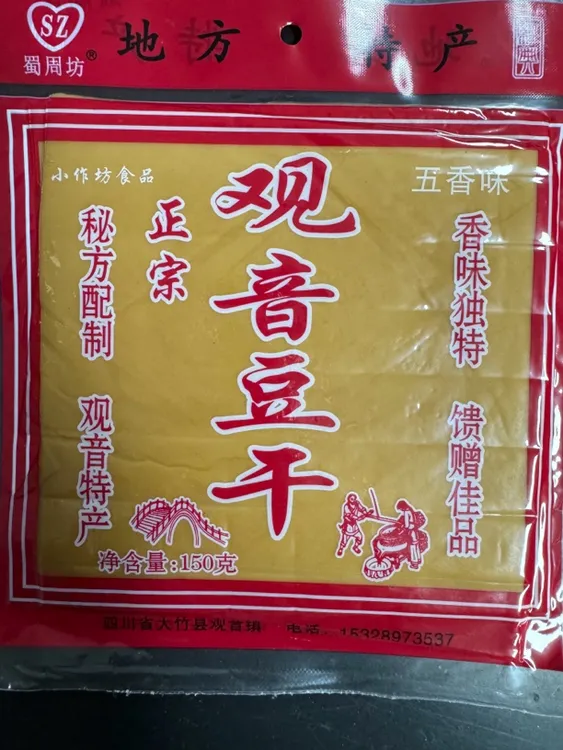 SZ
蜀周坊®
地方特产
小作坊食品
五香味
正宗
观音豆干
秘方配制
观音特产
香味独特
馈赠佳品
净含量:150克
四川省大竹县观音镇 电话:15328973537